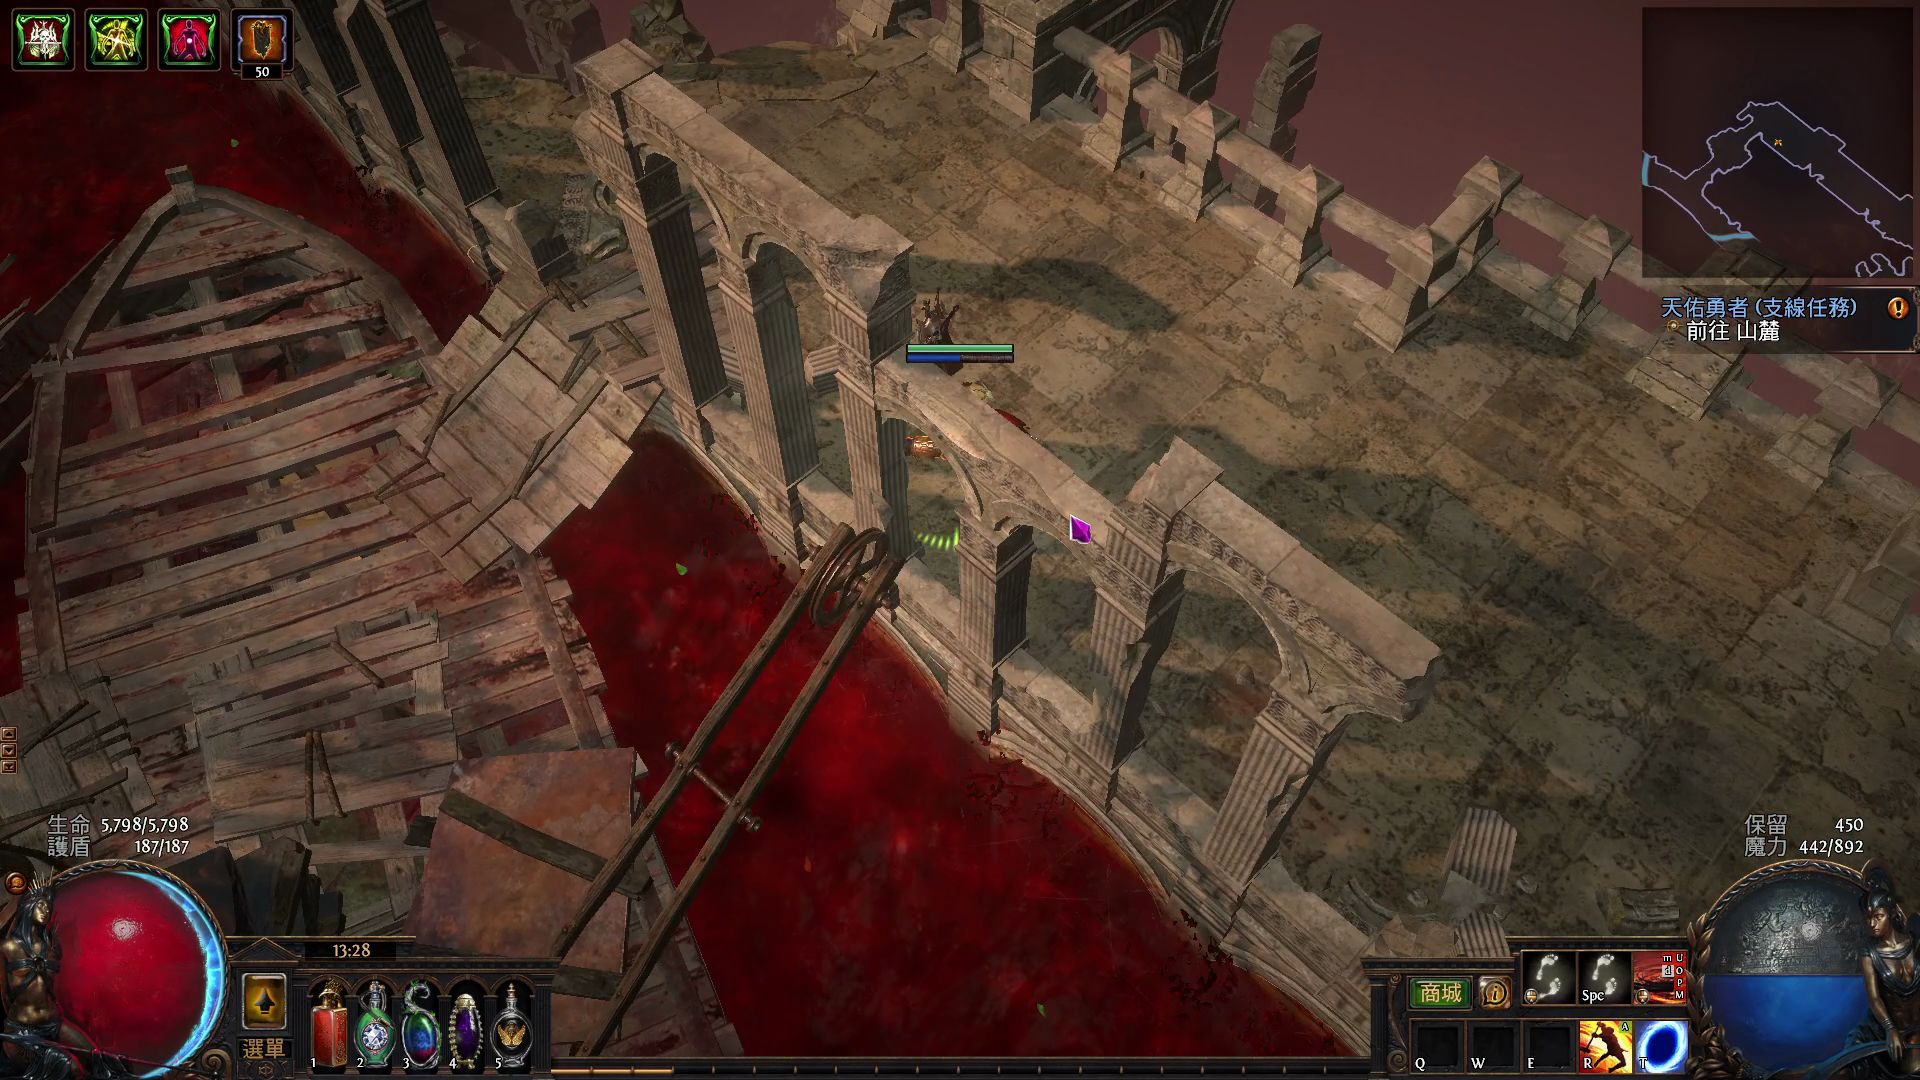 50
天佑勇者 (支線任務)
前往 山麓
生命 5,798/5,798
護盾 187/187
保留 450
魔力 442/892
13:28
選單
1 2 3 4 5
商城
Spc
m U
d O
P
M
Q W E R A T